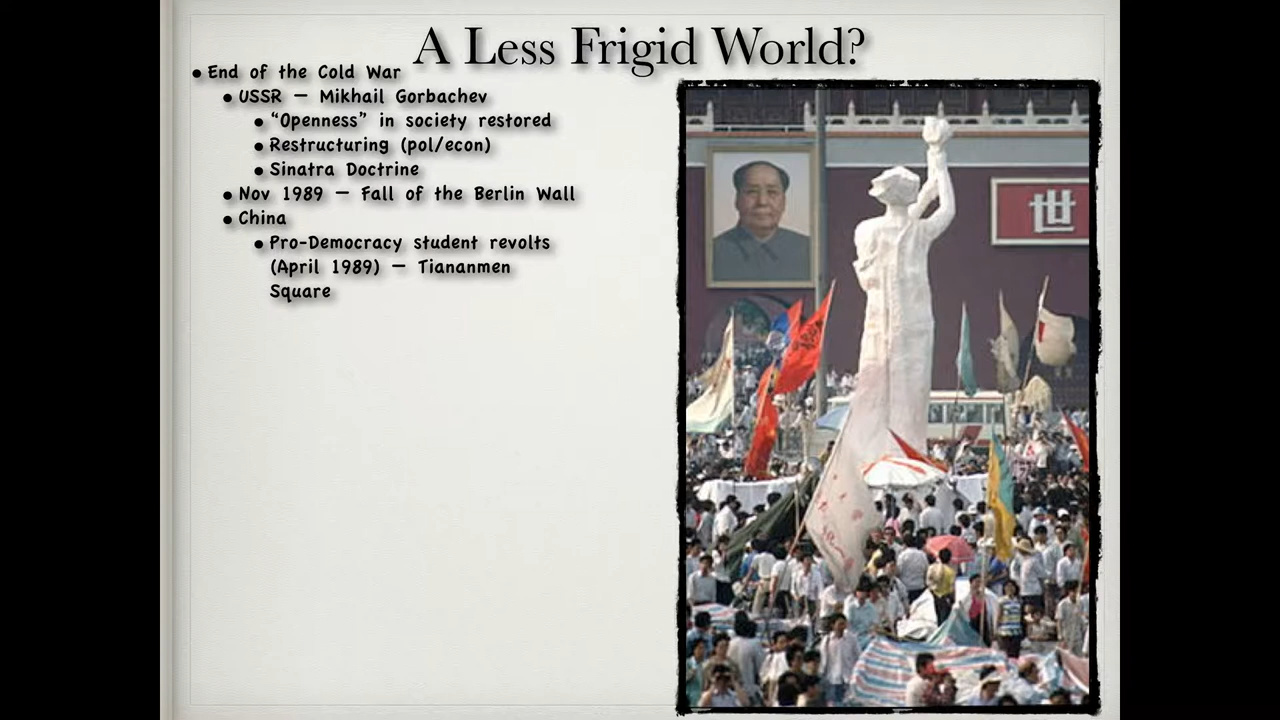 A Less Frigid World?
• End of the Cold War
• USSR – Mikhail Gorbachev
• “Openness” in society restored
• Restructuring (pol/econ)
• Sinatra Doctrine
• Nov 1989 – Fall of the Berlin Wall
• China
• Pro-Democracy student revolts
(April 1989) – Tiananmen
Square
世